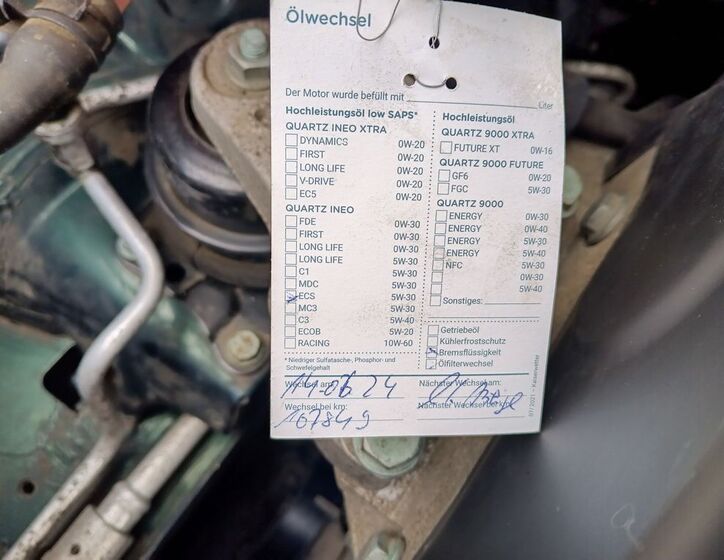 Ölwechsel
Der Motor wurde befüllt mit Liter
Hochleistungsöl low SAPS*
QUARTZ INEO XTRA
DYNAMICS 0W-20
FIRST 0W-20
LONG LIFE 0W-20
V-DRIVE 0W-20
EC5 0W-20
QUARTZ INEO
FDE 0W-30
FIRST 0W-30
LONG LIFE 0W-30
LONG LIFE 5W-30
C1 5W-30
MDC 5W-30
ECS 5W-30
MC3 5W-30
C3 5W-40
ECOB 5W-20
RACING 10W-60
* Niedriger Sulfatasche-, Phosphor- und
Schwefelgehalt
Hochleistungsöl
QUARTZ 9000 XTRA
FUTURE XT 0W-16
QUARTZ 9000 FUTURE
GF6 0W-20
FGC 5W-30
QUARTZ 9000
ENERGY 0W-30
ENERGY 0W-40
ENERGY 5W-30
ENERGY 5W-40
NFC 5W-30
0W-30
5W-40
Sonstiges:
Getriebeöl
Kühlerfrostschutz
Bremsflüssigkeit
Ölfilterwechsel
Wechsel am: 14.06.24
Nächster Wechsel am:
Wechsel bei km: 107849
Nächster Wechsel bei km:
07/2021 – Kaiserwetter